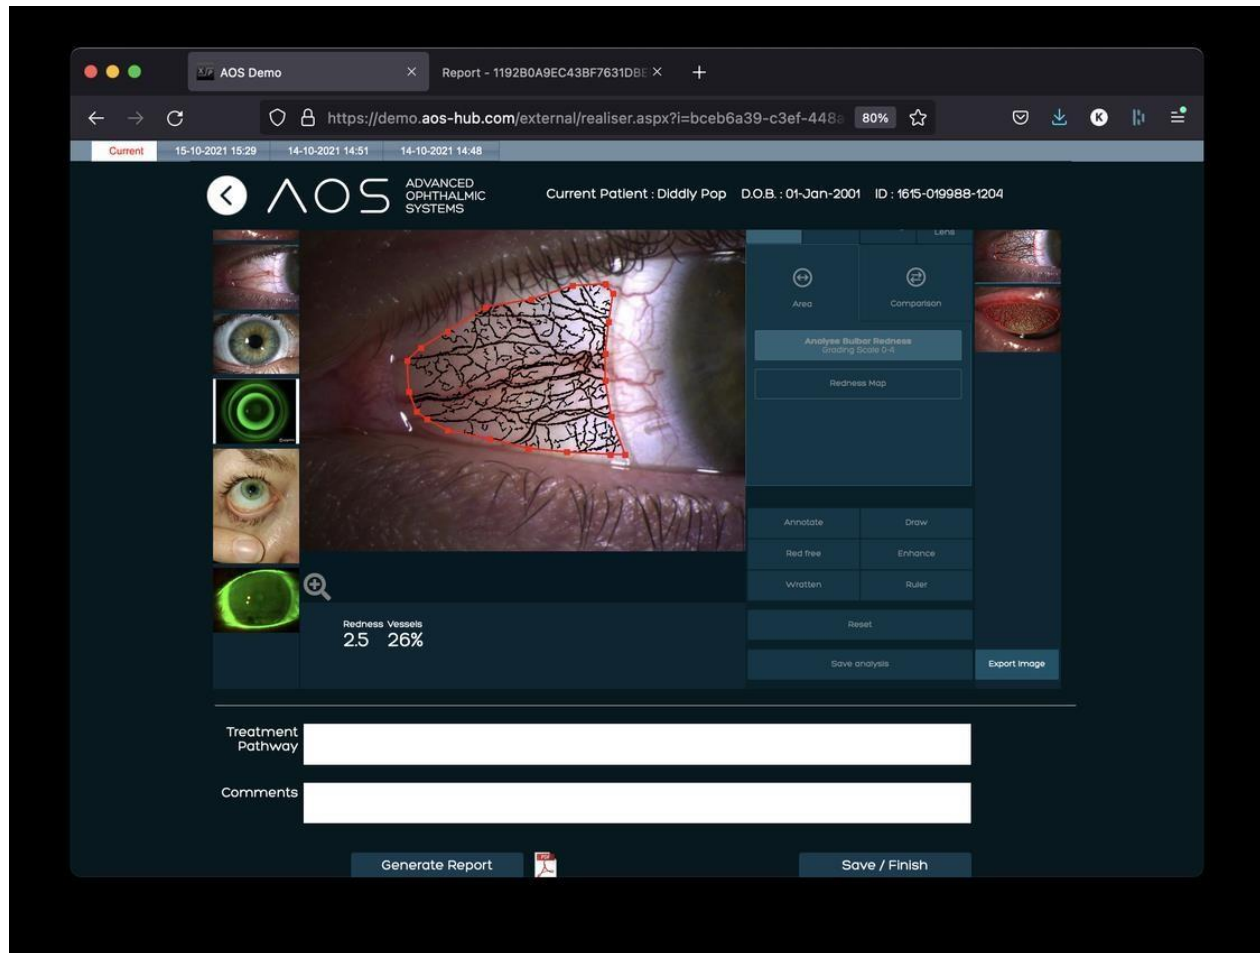 AOS Demo
Report - 1192B0A9EC43BF7631DBE
https://demo.aos-hub.com/external/realiser.aspx?i=bceb6a39-c3ef-448a
80%
K
Current
15-10-2021 15:29
14-10-2021 14:51
14-10-2021 14:48
AOS
ADVANCED
OPHTHALMIC
SYSTEMS
Current Patient : Diddly Pop D.O.B. : 01-Jan-2001 ID : 1615-019988-1204
Lens
Area
Comparison
Analyse Bulbar Redness
Grading Scale 0-4
Redness Map
Annotate
Draw
Red free
Enhance
Wratten
Ruler
Redness Vessels
2.5 26%
Reset
Save analysis
Export Image
Treatment
Pathway
Comments
Generate Report
PDF
Save / Finish